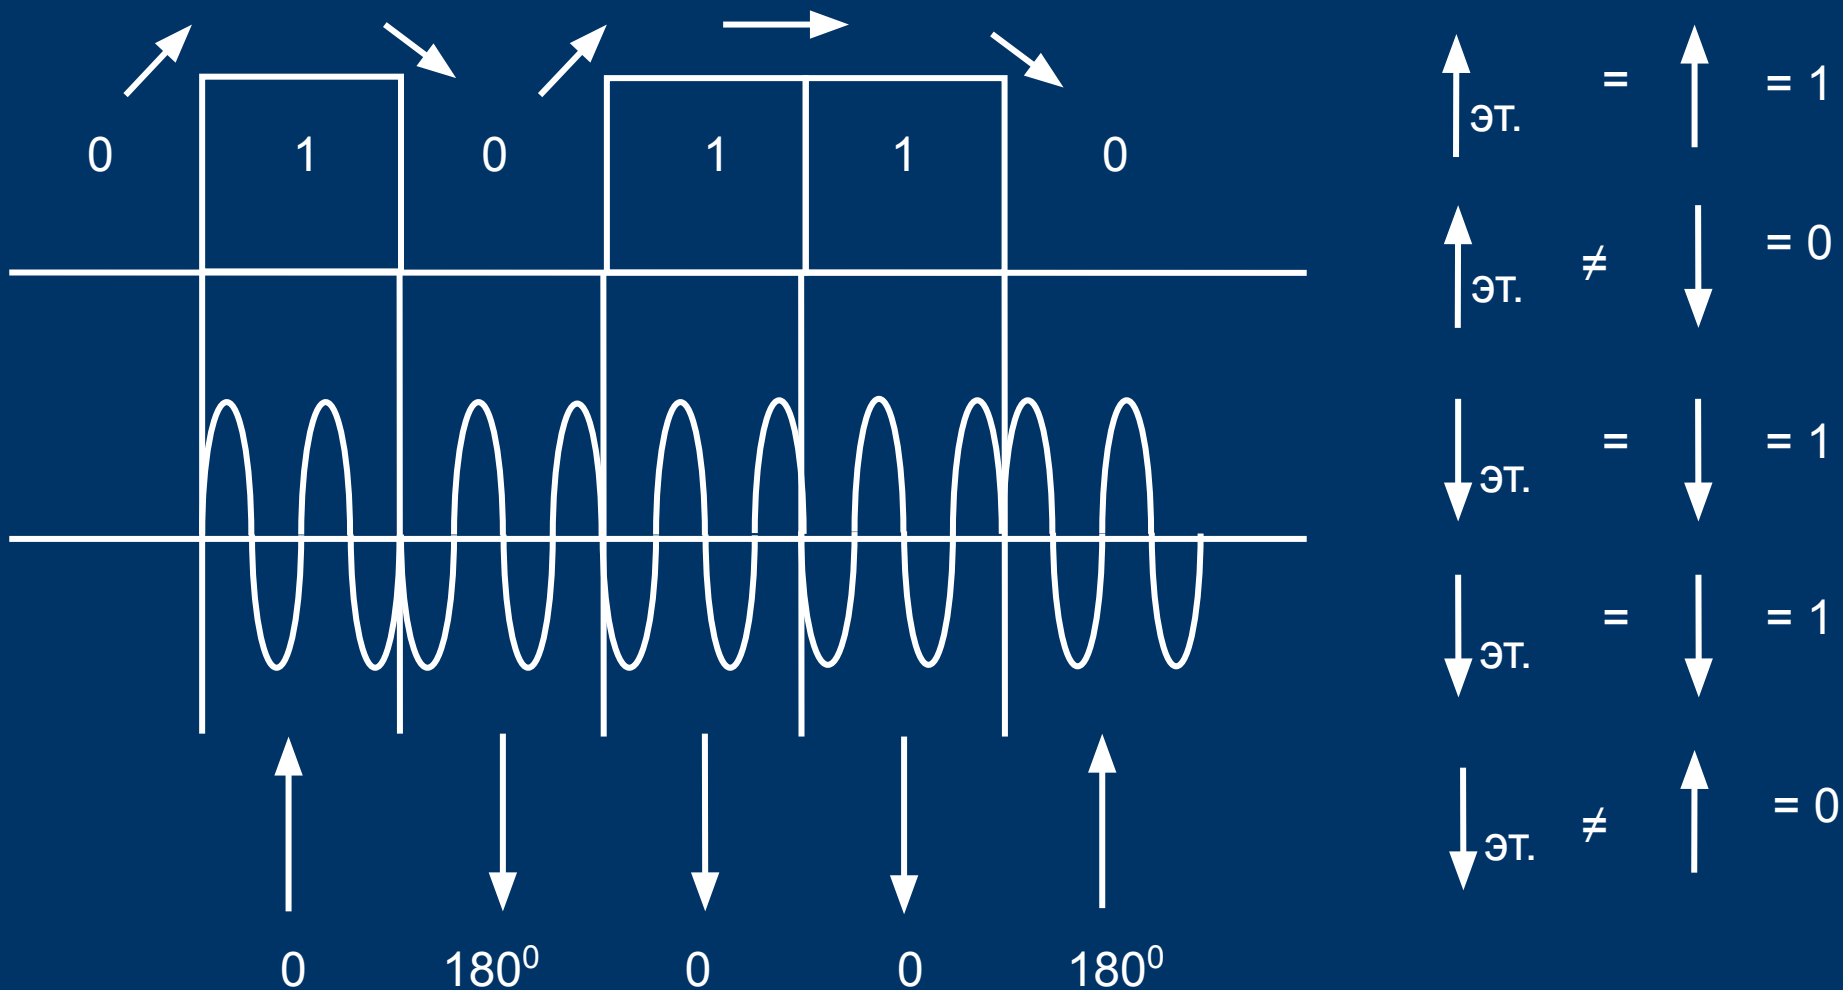 0 1 0 1 1 0
эт. = = 1
эт. ≠ = 0
эт. = = 1
эт. = = 1
эт. ≠ = 0
0 180⁰ 0 0 180⁰